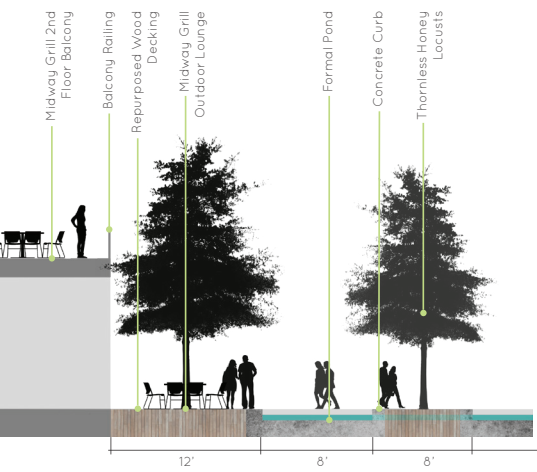 Midway Grill 2nd
Floor Balcony
Balcony Railing
Repurposed Wood
Decking
Midway Grill
Outdoor Lounge
Formal Pond
Concrete Curb
Thornless Honey
Locusts
12'
8'
8'